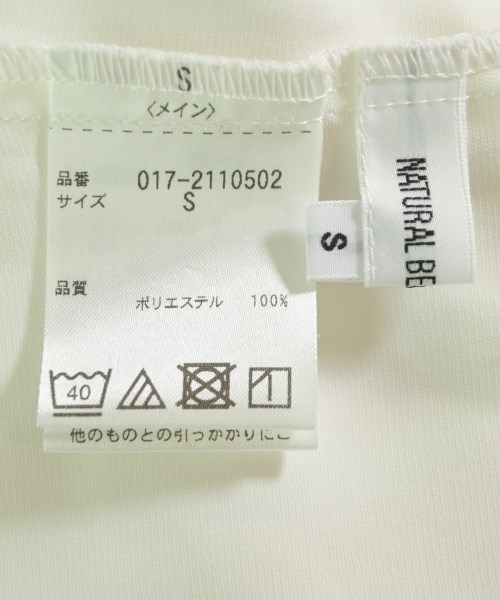 S
〈メイン〉
品番 017-2110502
サイズ S
品質 ポリエステル 100%
40
他のものとの引っかかりにご
S
NATURAL BE